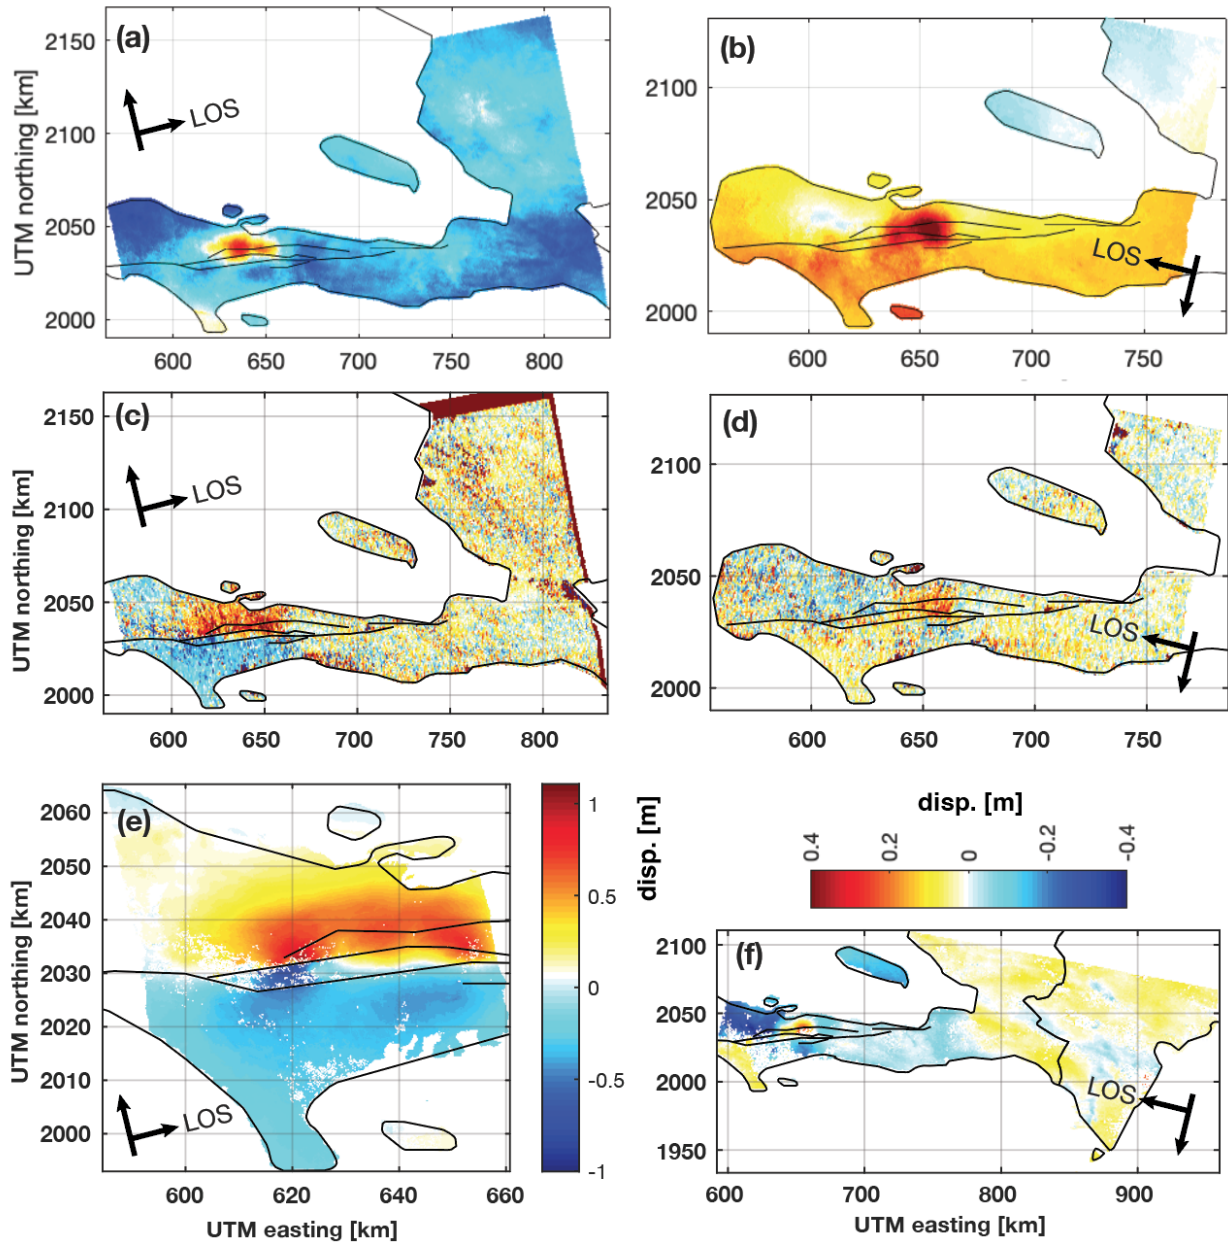 (a)
2150
2100
2050
2000
UTM northing [km]
LOS
600 650 700 750 800
(b)
2100
2050
2000
LOS
600 650 700 750
(c)
2150
2100
2050
2000
UTM northing [km]
LOS
600 650 700 750 800
(d)
2100
2050
2000
LOS
600 650 700 750
(e)
2060
2050
2040
2030
2020
2010
2000
UTM northing [km]
LOS
600 620 640 660
UTM easting [km]
1
0.5
0
-0.5
-1
disp. [m]
disp. [m]
0.4 0.2 0 -0.2 -0.4
(f)
2100
2050
2000
1950
LOS
600 700 800 900
UTM easting [km]